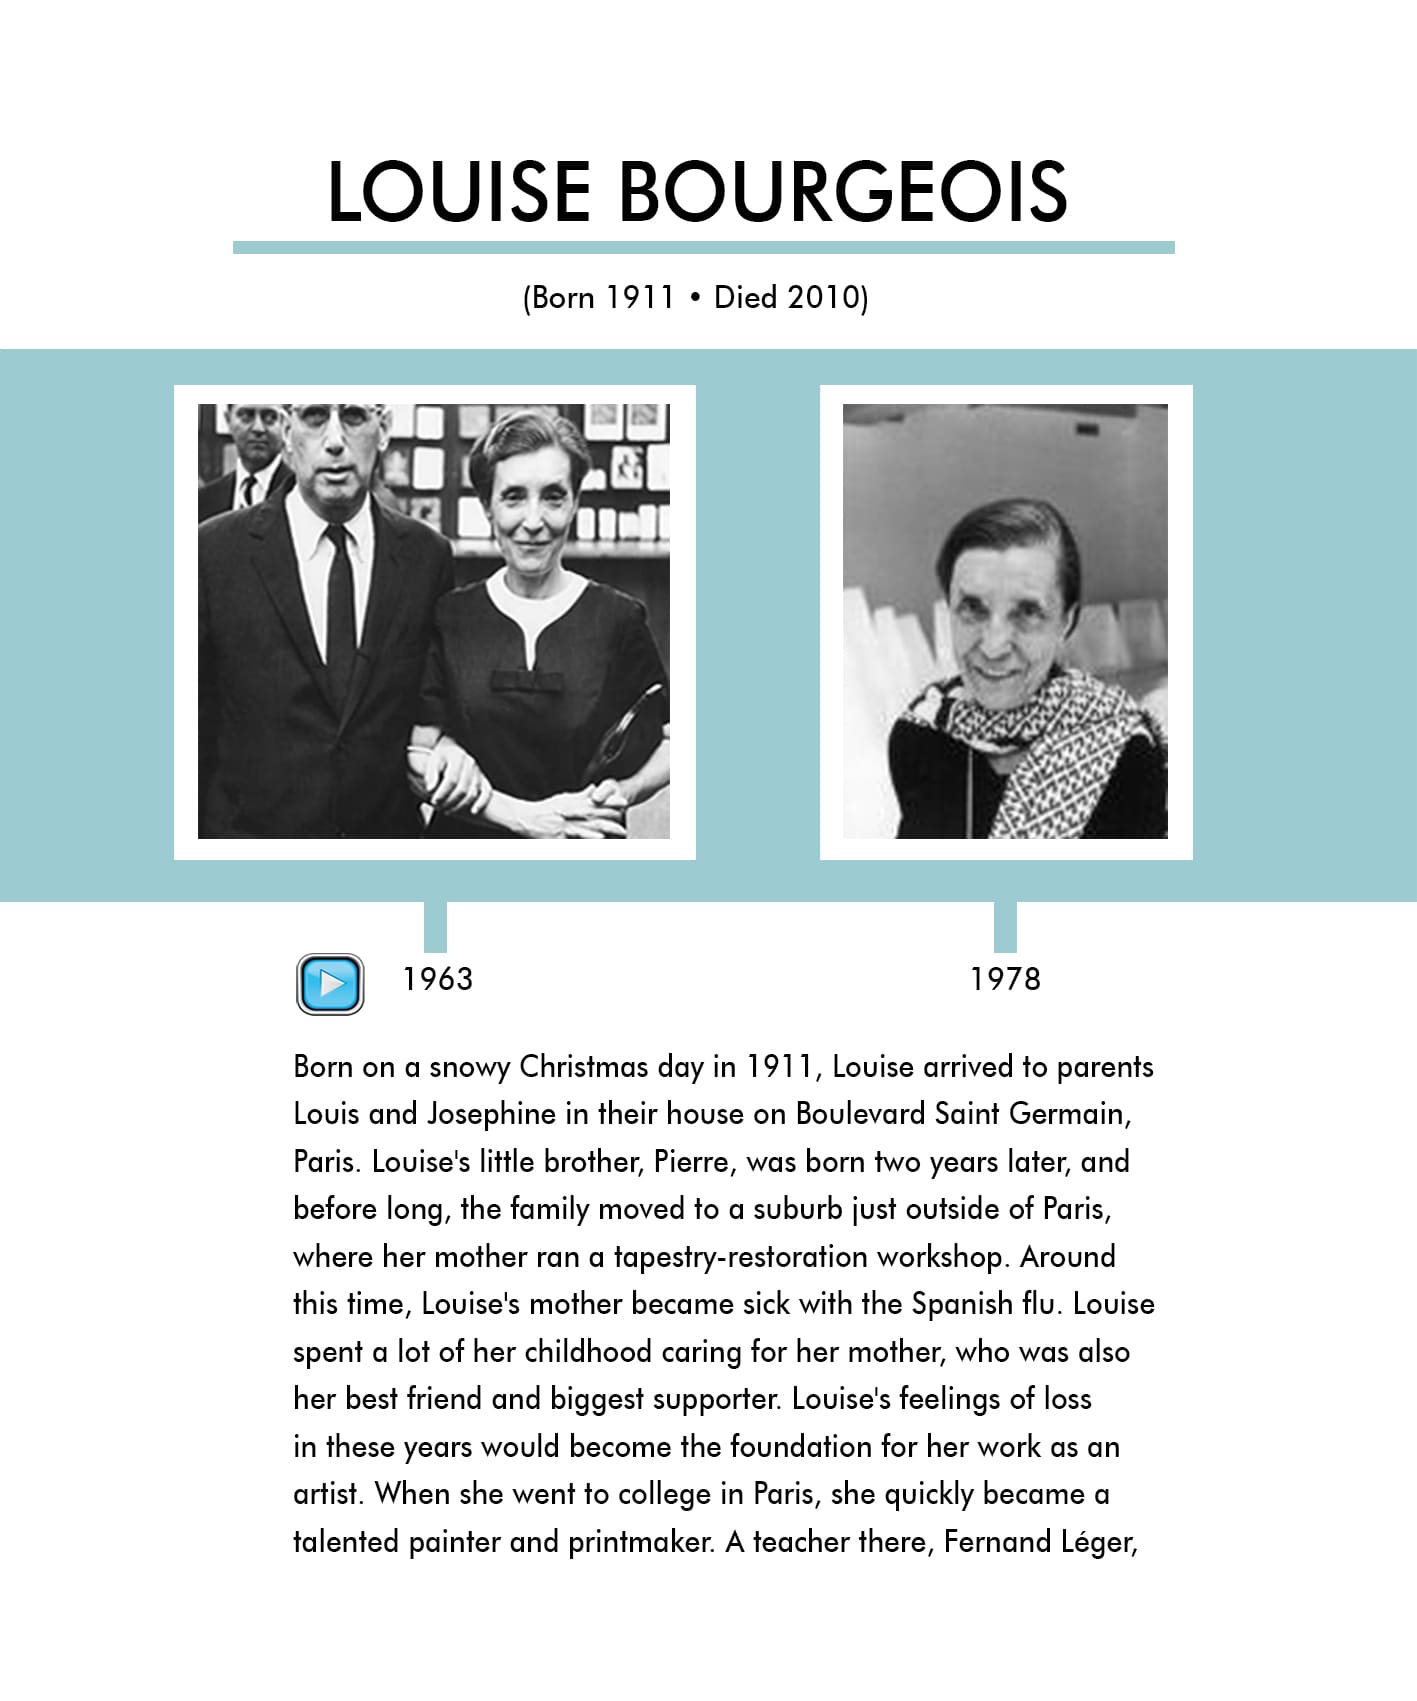 LOUISE BOURGEOIS
(Born 1911 • Died 2010)
1963
1978
Born on a snowy Christmas day in 1911, Louise arrived to parents
Louis and Josephine in their house on Boulevard Saint Germain,
Paris. Louise's little brother, Pierre, was born two years later, and
before long, the family moved to a suburb just outside of Paris,
where her mother ran a tapestry-restoration workshop. Around
this time, Louise's mother became sick with the Spanish flu. Louise
spent a lot of her childhood caring for her mother, who was also
her best friend and biggest supporter. Louise's feelings of loss
in these years would become the foundation for her work as an
artist. When she went to college in Paris, she quickly became a
talented painter and printmaker. A teacher there, Fernand Léger,